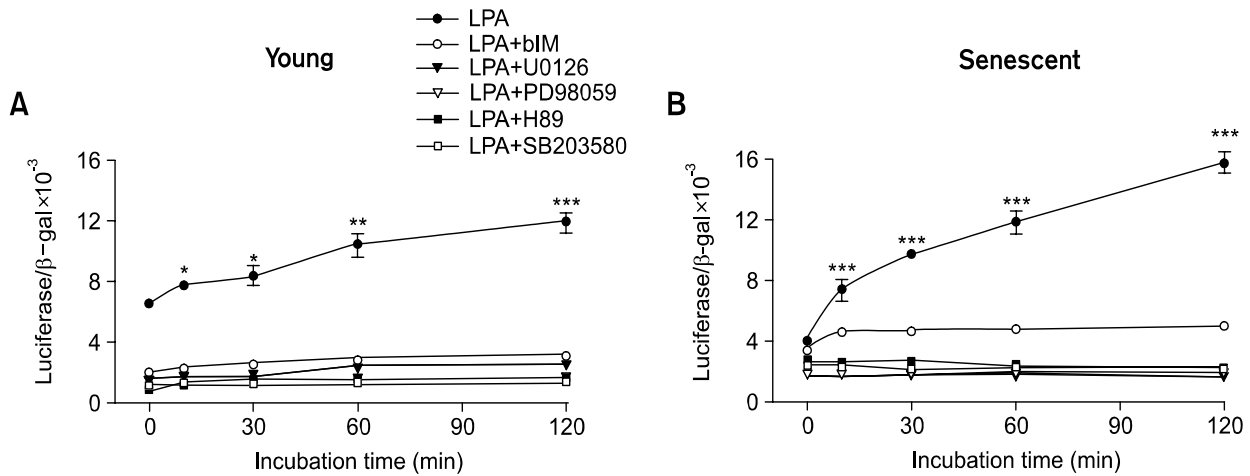 LPA
LPA+bIM
LPA+U0126
LPA+PD98059
LPA+H89
LPA+SB203580
Young
Senescent
A
Luciferase/β−gal×10⁻³
16
12
8
4
0
*
*
**
***
0 30 60 90 120
Incubation time (min)
B
Luciferase/β-gal×10⁻³
16
12
8
4
0
***
***
***
***
0 30 60 90 120
Incubation time (min)